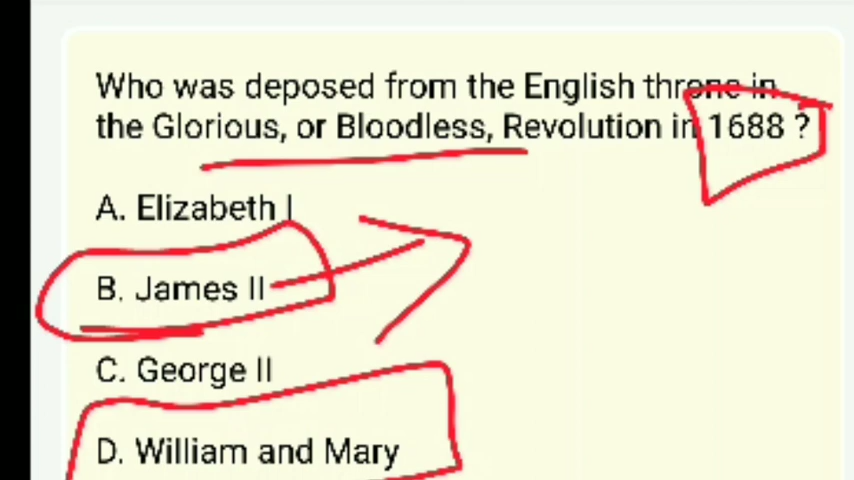 Who was deposed from the English throne in
the Glorious, or Bloodless, Revolution in 1688 ?
A. Elizabeth I
B. James II
C. George II
D. William and Mary